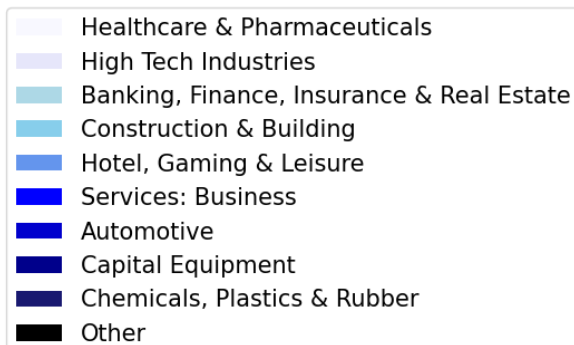 Healthcare & Pharmaceuticals
High Tech Industries
Banking, Finance, Insurance & Real Estate
Construction & Building
Hotel, Gaming & Leisure
Services: Business
Automotive
Capital Equipment
Chemicals, Plastics & Rubber
Other